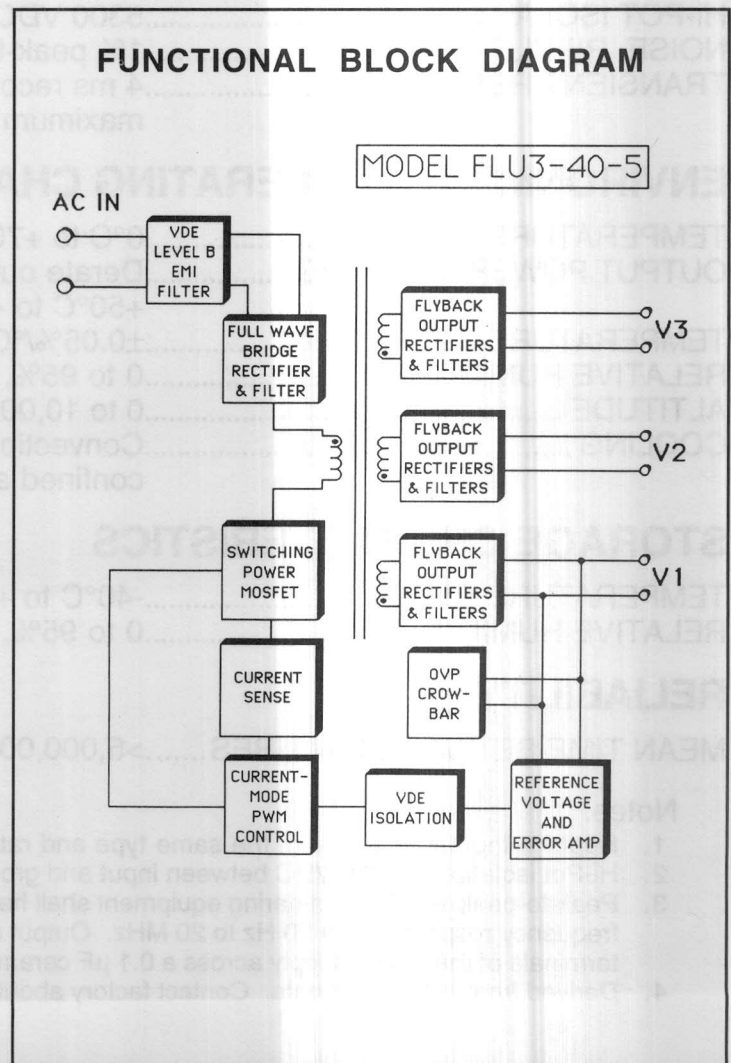 FUNCTIONAL BLOCK DIAGRAM
MODEL FLU3-40-5
AC IN
VDE
LEVEL B
EMI
FILTER
FULL WAVE
BRIDGE
RECTIFIER
& FILTER
FLYBACK
OUTPUT
RECTIFIERS
& FILTERS
V3
FLYBACK
OUTPUT
RECTIFIERS
& FILTERS
V2
SWITCHING
POWER
MOSFET
FLYBACK
OUTPUT
RECTIFIERS
& FILTERS
V1
CURRENT
SENSE
OVP
CROW-
BAR
CURRENT-
MODE
PWM
CONTROL
VDE
ISOLATION
REFERENCE
VOLTAGE
AND
ERROR AMP